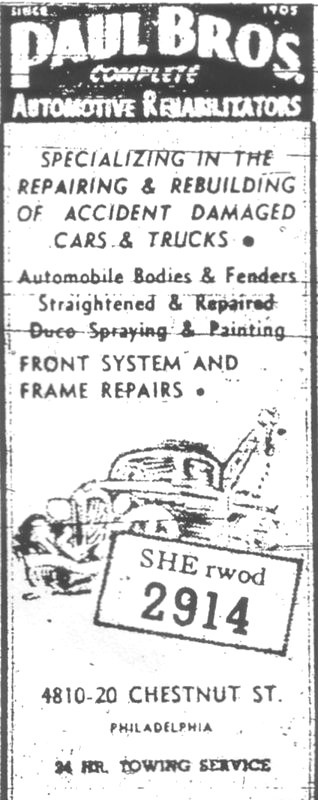 SINCE 1905
PAUL BROS.
COMPLETE
AUTOMOTIVE REHABILITATORS
SPECIALIZING IN THE
REPAIRING & REBUILDING
OF ACCIDENT DAMAGED
CARS & TRUCKS •
Automobile Bodies & Fenders
Straightened & Repaired
Duco Spraying & Painting
FRONT SYSTEM AND
FRAME REPAIRS •
SHE rwod
2914
4810-20 CHESTNUT ST.
PHILADELPHIA
24 HR. TOWING SERVICE